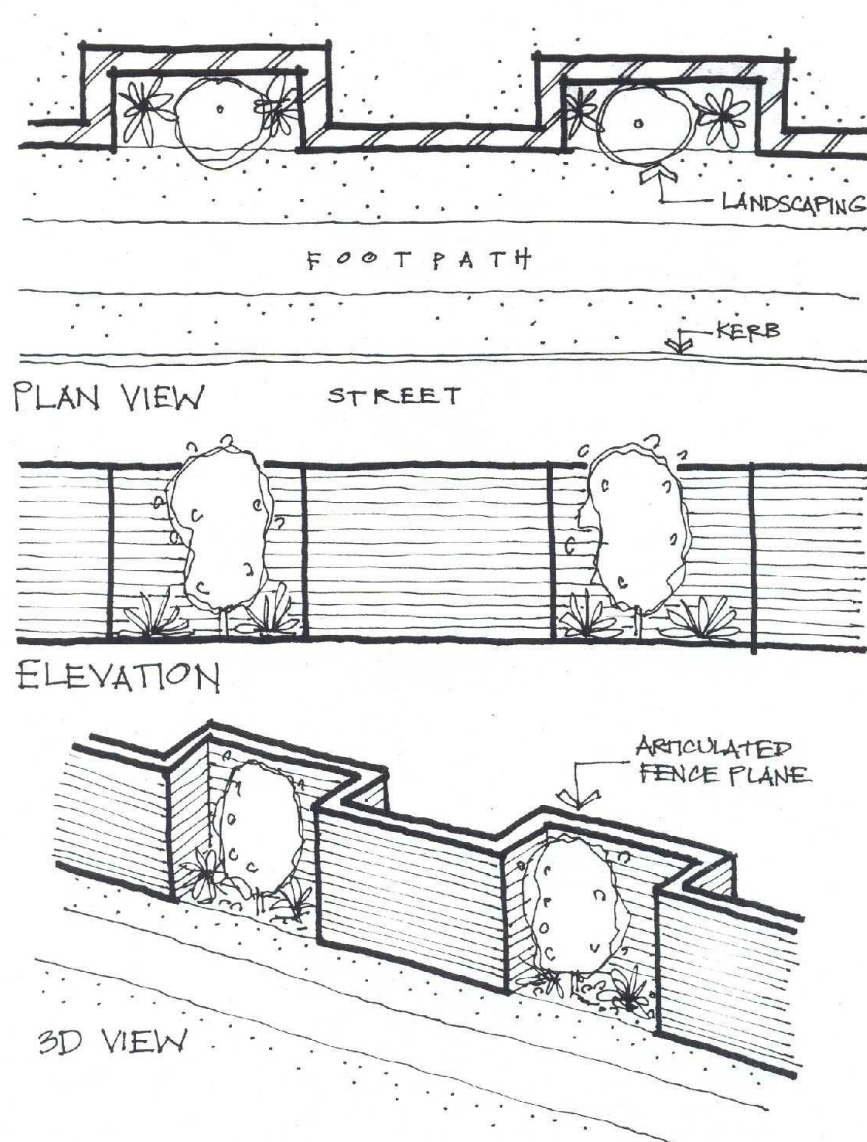 LANDSCAPING
FOOTPATH
KERB
PLAN VIEW
STREET
ELEVATION
ARTICULATED
FENCE PLANE
3D VIEW